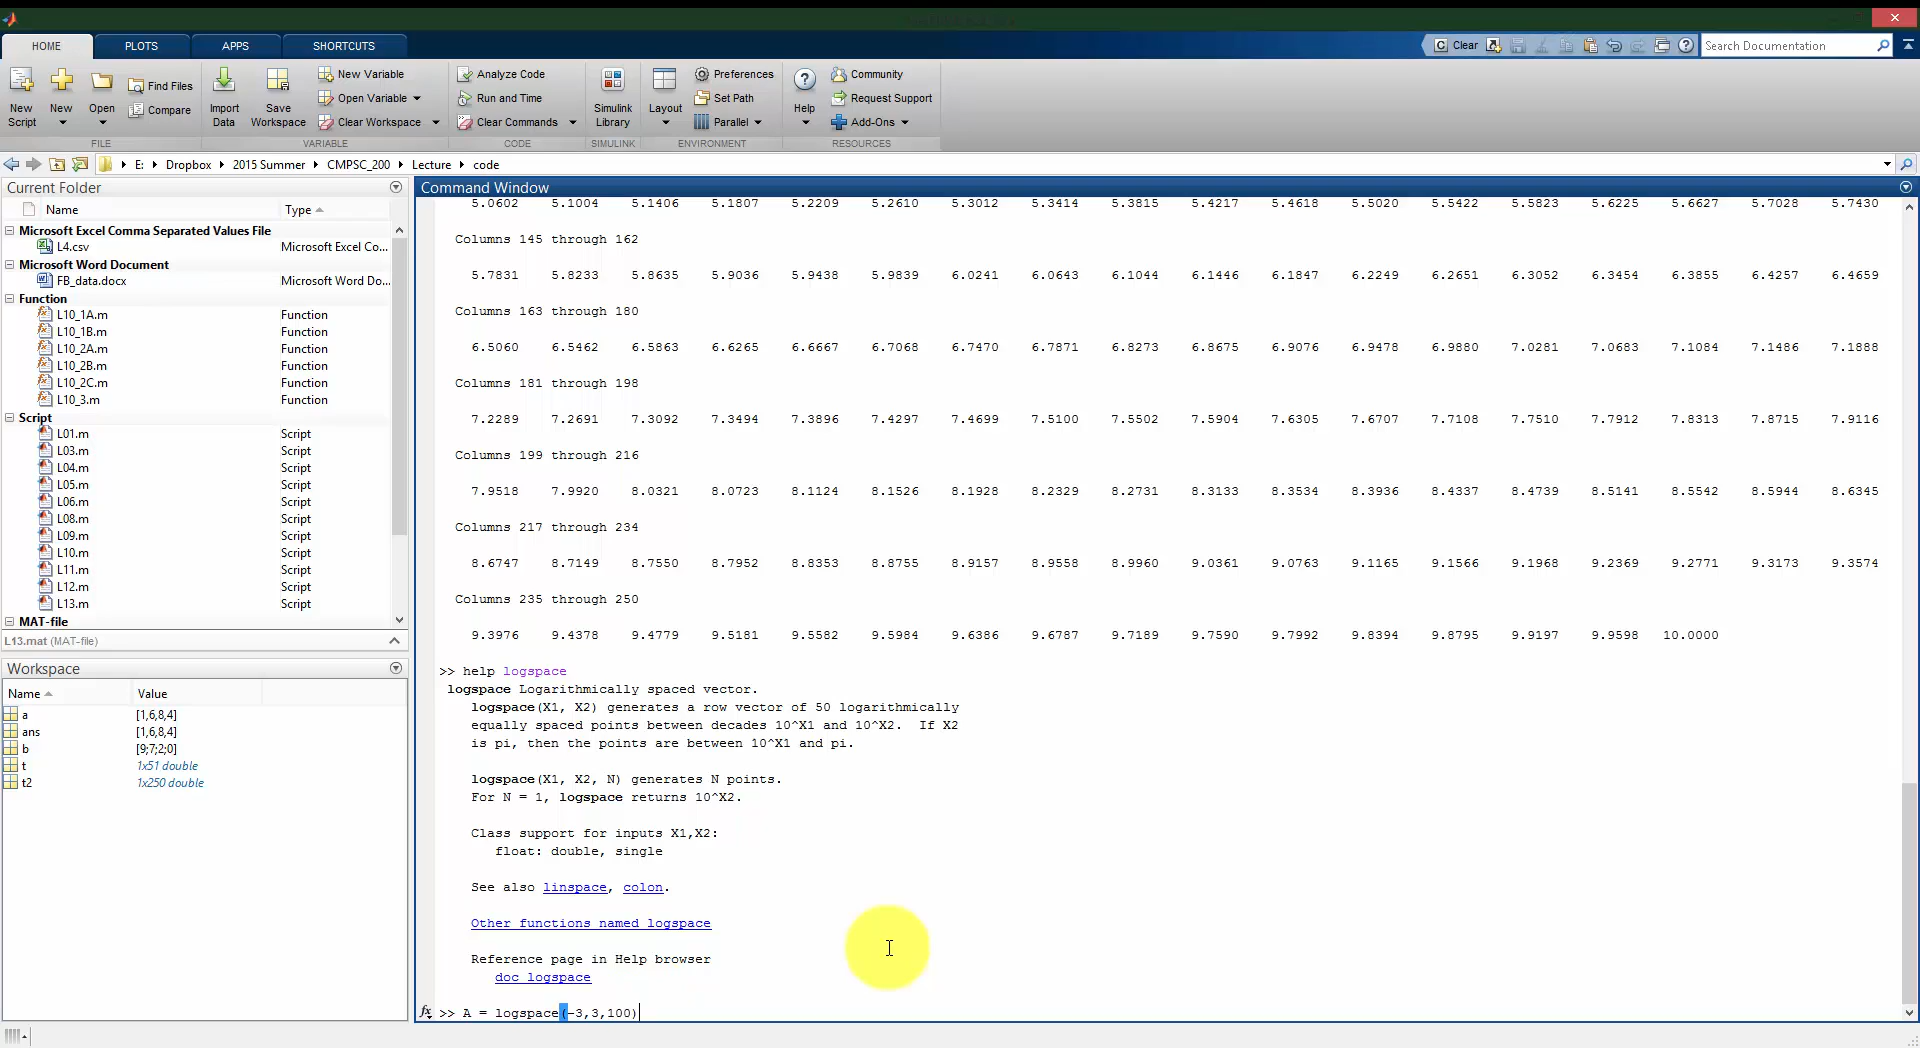 HOME PLOTS APPS SHORTCUTS
Clear Search Documentation
New Script New Open Find Files Compare
Import Data Save Workspace New Variable Open Variable Clear Workspace
Analyze Code Run and Time Clear Commands
Simulink Library
Layout Preferences Set Path Parallel
Help Community Request Support Add-Ons
FILE VARIABLE CODE SIMULINK ENVIRONMENT RESOURCES
E: Dropbox 2015 Summer CMPSC_200 Lecture code
Current Folder
Name Type
Microsoft Excel Comma Separated Values File
L4.csv Microsoft Excel Co...
Microsoft Word Document
FB_data.docx Microsoft Word Do...
Function
L10_1A.m Function
L10_1B.m Function
L10_2A.m Function
L10_2B.m Function
L10_2C.m Function
L10_3.m Function
Script
L01.m Script
L03.m Script
L04.m Script
L05.m Script
L06.m Script
L08.m Script
L09.m Script
L10.m Script
L11.m Script
L12.m Script
L13.m Script
MAT-file
L13.mat (MAT-file)
Workspace
Name Value
a [1,6,8,4]
ans [1,6,8,4]
b [9;7;2;0]
t 1x51 double
t2 1x250 double
Command Window
5.0602 5.1004 5.1406 5.1807 5.2209 5.2610 5.3012 5.3414 5.3815 5.4217 5.4618 5.5020 5.5422 5.5823 5.6225 5.6627 5.7028 5.7430
Columns 145 through 162
5.7831 5.8233 5.8635 5.9036 5.9438 5.9839 6.0241 6.0643 6.1044 6.1446 6.1847 6.2249 6.2651 6.3052 6.3454 6.3855 6.4257 6.4659
Columns 163 through 180
6.5060 6.5462 6.5863 6.6265 6.6667 6.7068 6.7470 6.7871 6.8273 6.8675 6.9076 6.9478 6.9880 7.0281 7.0683 7.1084 7.1486 7.1888
Columns 181 through 198
7.2289 7.2691 7.3092 7.3494 7.3896 7.4297 7.4699 7.5100 7.5502 7.5904 7.6305 7.6707 7.7108 7.7510 7.7912 7.8313 7.8715 7.9116
Columns 199 through 216
7.9518 7.9920 8.0321 8.0723 8.1124 8.1526 8.1928 8.2329 8.2731 8.3133 8.3534 8.3936 8.4337 8.4739 8.5141 8.5542 8.5944 8.6345
Columns 217 through 234
8.6747 8.7149 8.7550 8.7952 8.8353 8.8755 8.9157 8.9558 8.9960 9.0361 9.0763 9.1165 9.1566 9.1968 9.2369 9.2771 9.3173 9.3574
Columns 235 through 250
9.3976 9.4378 9.4779 9.5181 9.5582 9.5984 9.6386 9.6787 9.7189 9.7590 9.7992 9.8394 9.8795 9.9197 9.9598 10.0000
>> help logspace
logspace Logarithmically spaced vector.
logspace(X1, X2) generates a row vector of 50 logarithmically
equally spaced points between decades 10^X1 and 10^X2. If X2
is pi, then the points are between 10^X1 and pi.
logspace(X1, X2, N) generates N points.
For N = 1, logspace returns 10^X2.
Class support for inputs X1,X2:
float: double, single
See also linspace, colon.
Other functions named logspace
Reference page in Help browser
doc logspace
fx >> A = logspace(-3,3,100)